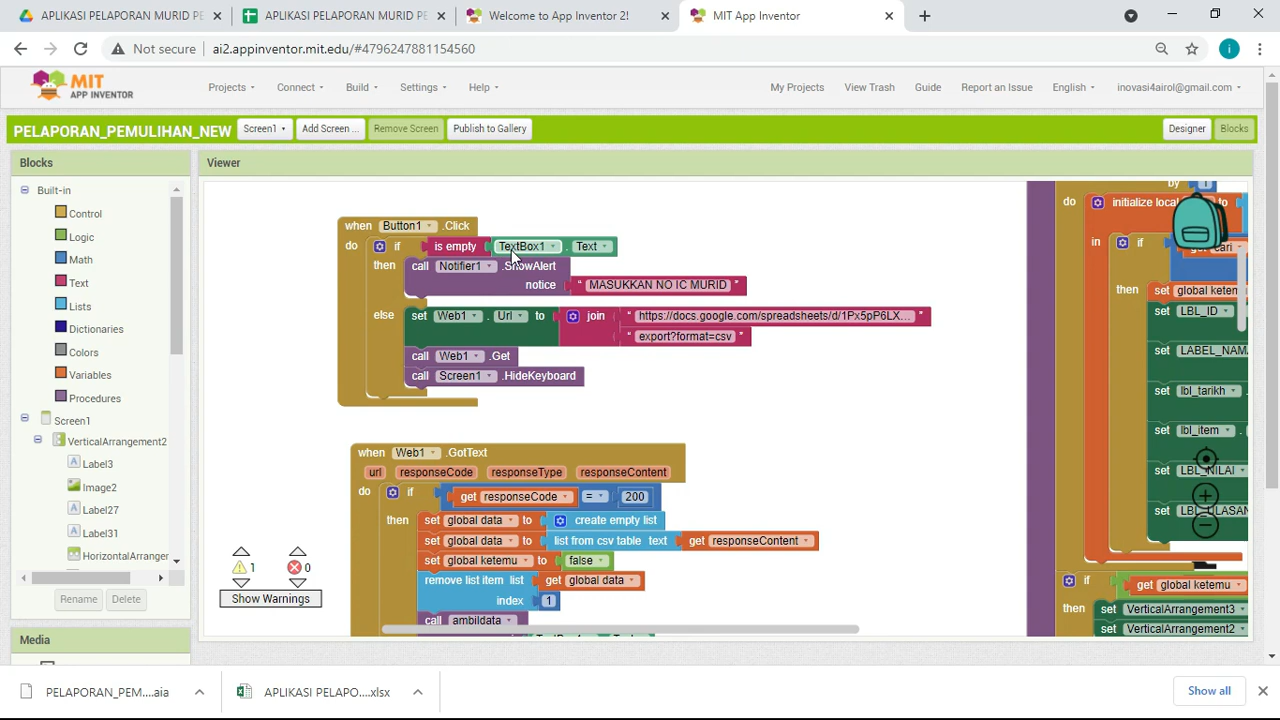 APLIKASI PELAPORAN MURID PE
APLIKASI PELAPORAN MURID PE
Welcome to App Inventor 2!
MIT App Inventor
Not secure
ai2.appinventor.mit.edu/#4796247881154560
i
MIT
APP INVENTOR
Projects
Connect
Build
Settings
Help
My Projects
View Trash
Guide
Report an Issue
English
inovasi4airol@gmail.com
PELAPORAN_PEMULIHAN_NEW
Screen1
Add Screen ...
Remove Screen
Publish to Gallery
Designer
Blocks
Blocks
Viewer
Built-in
Control
Logic
Math
Text
Lists
Dictionaries
Colors
Variables
Procedures
Screen1
VerticalArrangement2
Label3
Image2
Label27
Label31
HorizontalArranger
Rename
Delete
Media
when Button1 .Click
do if is empty TextBox1 . Text
then call Notifier1 .ShowAlert
notice " MASUKKAN NO IC MURID "
else set Web1 . Url to join " https://docs.google.com/spreadsheets/d/1Px5pP6LX... "
" export?format=csv "
call Web1 .Get
call Screen1 .HideKeyboard
when Web1 .GotText
url responseCode responseType responseContent
do if get responseCode = 200
then set global data to create empty list
set global data to list from csv table text get responseContent
set global ketemu to false
remove list item list get global data
index 1
call ambildata
by 1
do initialize local
in if get cari
then set global ketem
set LBL_ID
set LABEL_NAMA
set lbl_tarikh
set lbl_item
set LBL_NILAI
set LBL_ULASAN
if get global ketemu
then set VerticalArrangement3
set VerticalArrangement2
1
0
Show Warnings
PELAPORAN_PEM....aia
APLIKASI PELAPO....xlsx
Show all